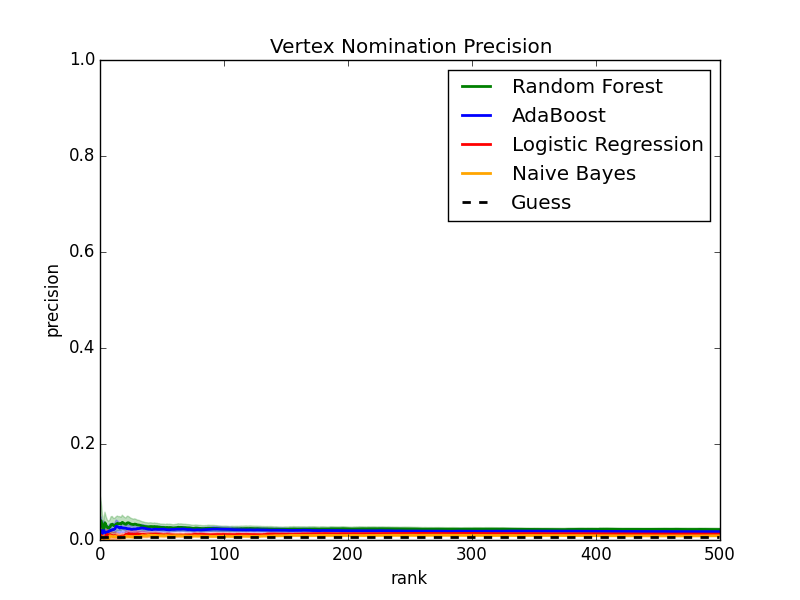 Vertex Nomination Precision
1.0
0.8
0.6
0.4
0.2
0.0
precision
Random Forest
AdaBoost
Logistic Regression
Naive Bayes
Guess
0 100 200 300 400 500
rank